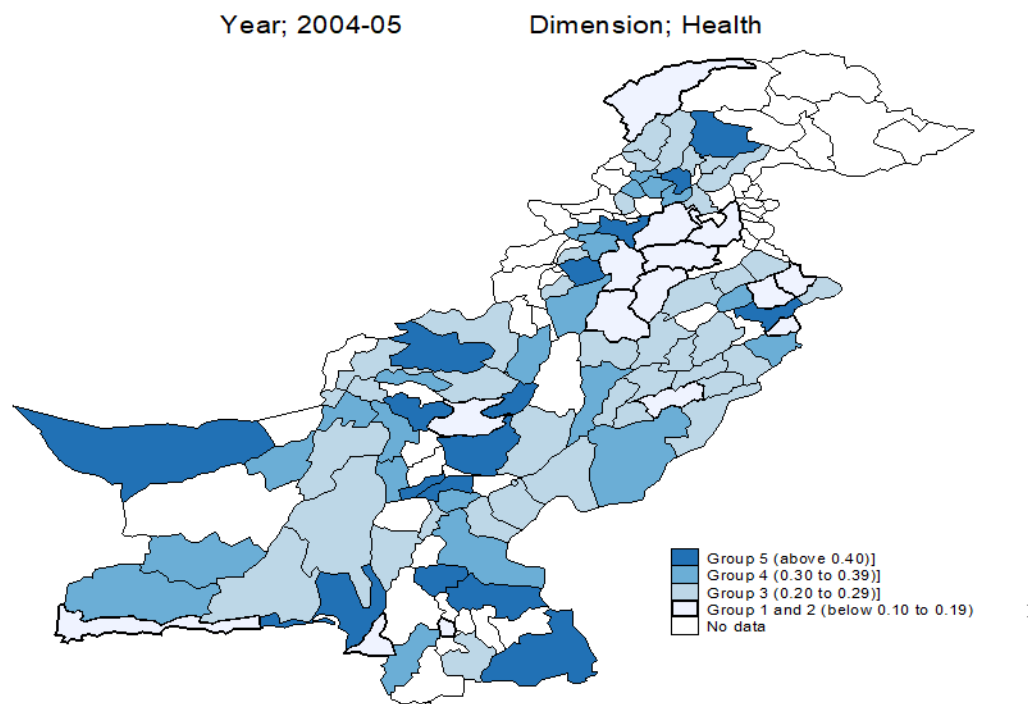 Year; 2004-05 Dimension; Health
Group 5 (above 0.40)]
Group 4 (0.30 to 0.39)]
Group 3 (0.20 to 0.29)]
Group 1 and 2 (below 0.10 to 0.19)
No data